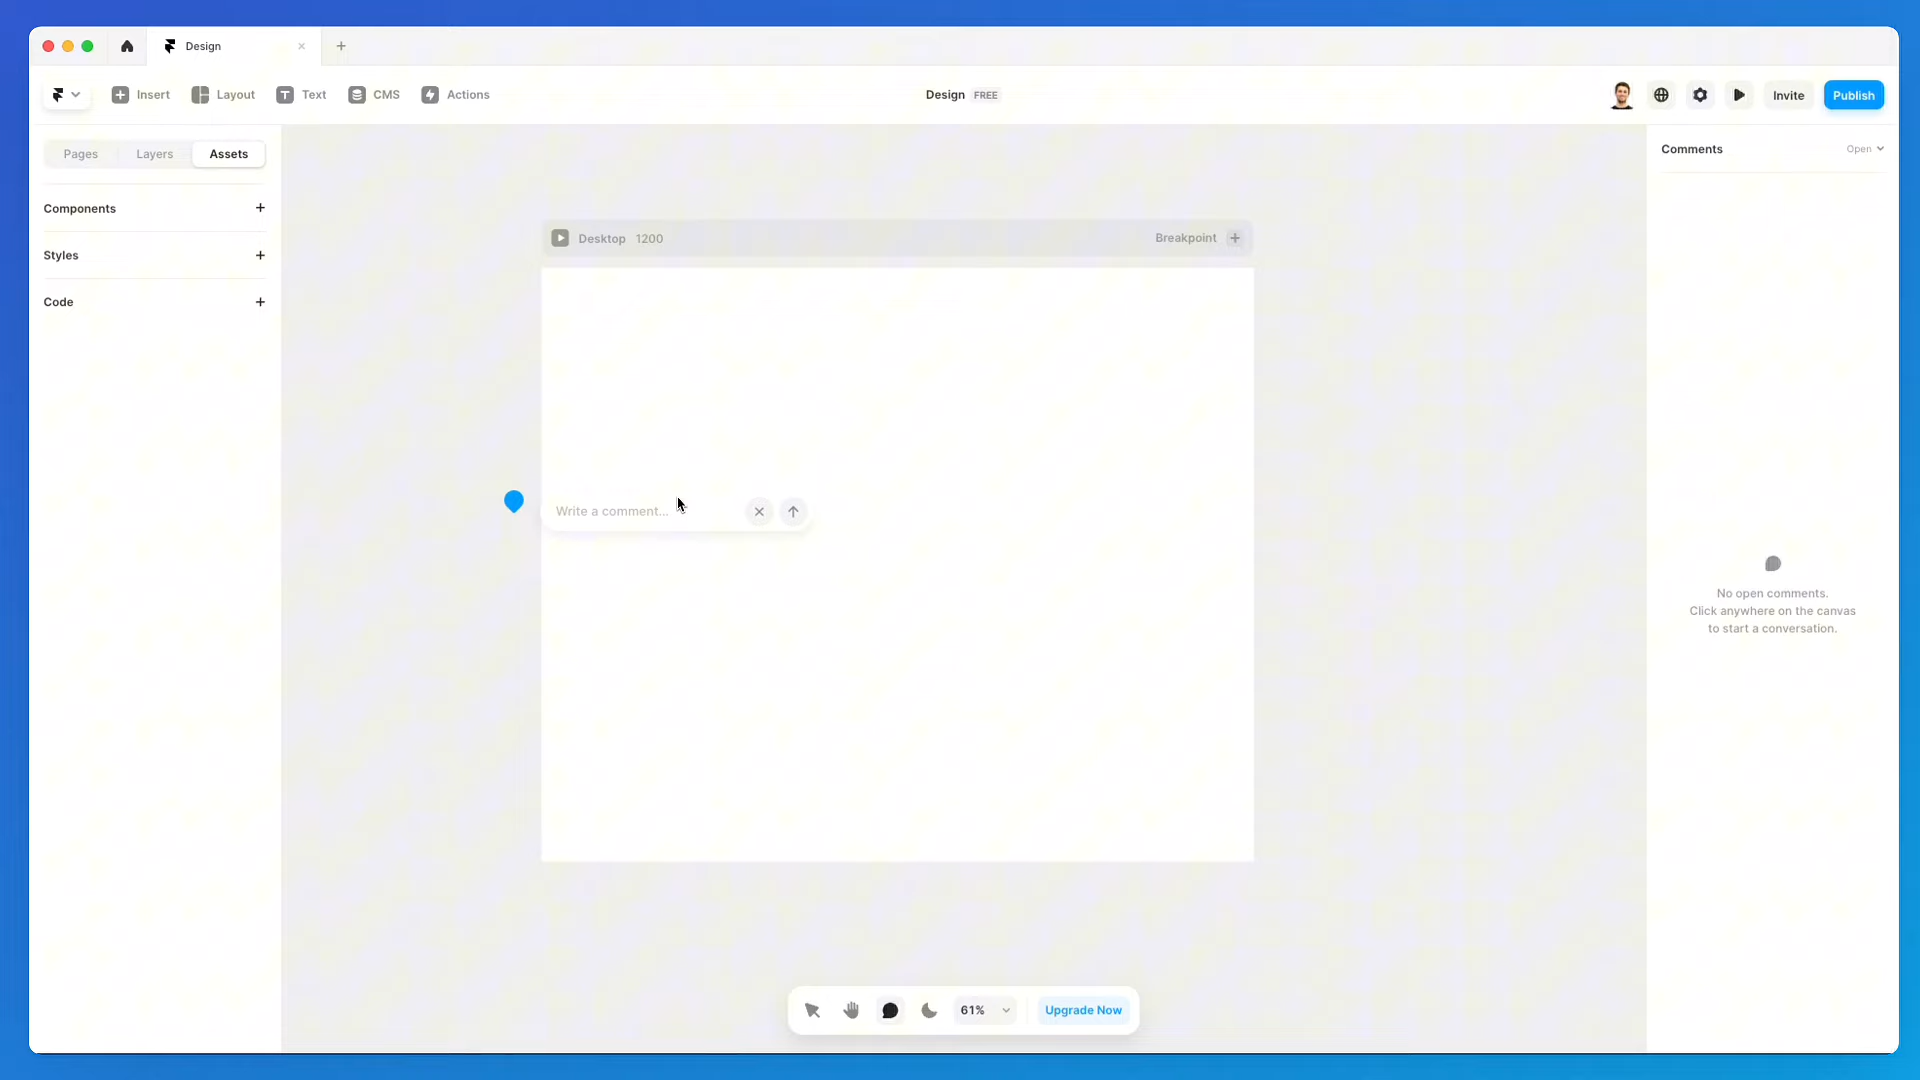 Design
Insert
Layout
Text
CMS
Actions
Design FREE
Invite
Publish
Pages
Layers
Assets
Comments
Open
Components
Styles
Code
Desktop 1200
Breakpoint
Write a comment...
No open comments.
Click anywhere on the canvas
to start a conversation.
61%
Upgrade Now